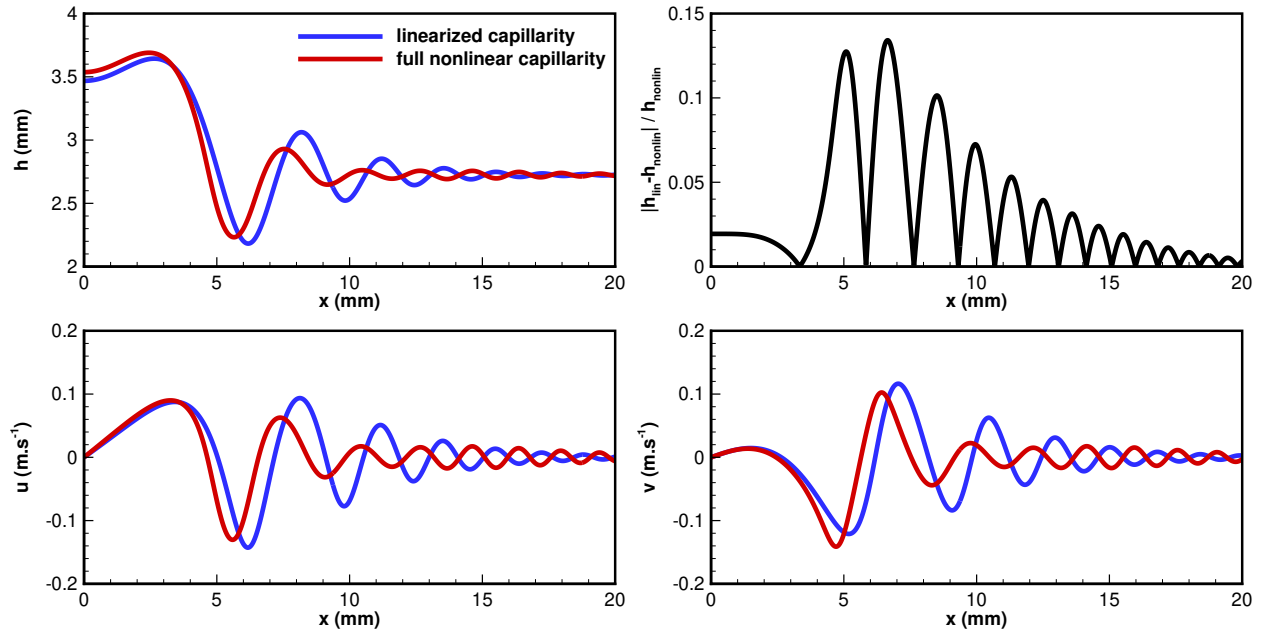 4
3.5
3
2.5
2
h (mm)
linearized capillarity
full nonlinear capillarity
0 5 10 15 20
x (mm)
0.15
0.1
0.05
0
|h_lin-h_nonlin| / h_nonlin
0 5 10 15 20
x (mm)
0.2
0.1
0
-0.1
-0.2
u (m.s⁻¹)
0 5 10 15 20
x (mm)
0.2
0.1
0
-0.1
-0.2
v (m.s⁻¹)
0 5 10 15 20
x (mm)